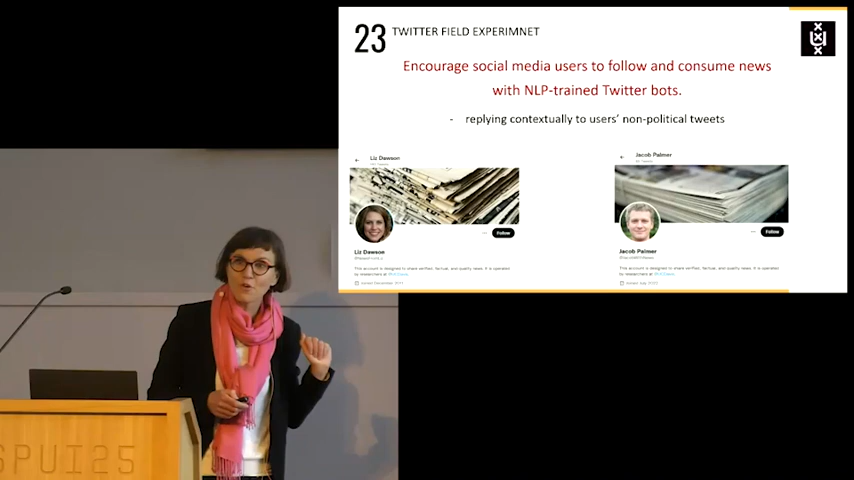 23
TWITTER FIELD EXPERIMNET
Encourage social media users to follow and consume news
with NLP-trained Twitter bots.
- replying contextually to users' non-political tweets
Liz Dawson
Jacob Palmer
Follow
Follow
Liz Dawson
Jacob Palmer
This account is designed to share verified, factual, and quality news. It is operated
by researchers at
This account is designed to share verified, factual, and quality news. It is operated
by researchers at
SPUI25